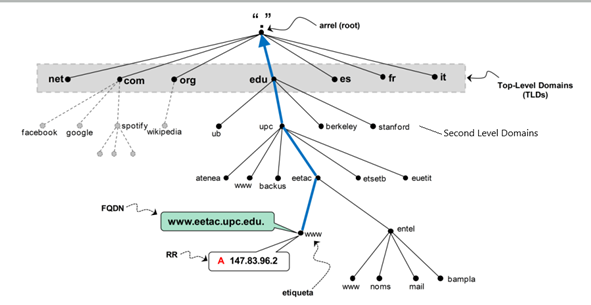 “.”
arrel (root)
net com org edu es fr it
Top-Level Domains
(TLDs)
facebook google spotify wikipedia ub upc berkeley stanford
Second Level Domains
atenea www backus eetac etsetb euetit
FQDN
www.eetac.upc.edu.
www
entel
RR
A 147.83.96.2
etiqueta
www noms mail bampla